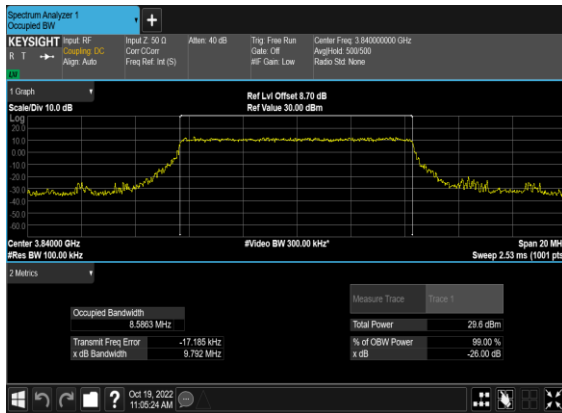 Spectrum Analyzer 1
Occupied BW
KEYSIGHT Input: RF Input Z: 50 Ω Atten: 40 dB Trig: Free Run Center Freq: 3.840000000 GHz
R T Coupling: DC Corr CCorr Gate: Off Avg|Hold: 500/500
Align: Auto Freq Ref: Int (S) #IF Gain: Low Radio Std: None
1 Graph
Scale/Div 10.0 dB Ref Lvl Offset 8.70 dB
Ref Value 30.00 dBm
Log
20.0
10.0
0.00
-10.0
-20.0
-30.0
-40.0
-50.0
-60.0
Center 3.84000 GHz #Video BW 300.00 kHz* Span 20 MH
#Res BW 100.00 kHz Sweep 2.53 ms (1001 pts
2 Metrics
Measure Trace Trace 1
Occupied Bandwidth
8.5863 MHz Total Power 29.6 dBm
Transmit Freq Error -17.185 kHz % of OBW Power 99.00 %
x dB Bandwidth 9.792 MHz x dB -26.00 dB
? Oct 19, 2022
11:05:24 AM